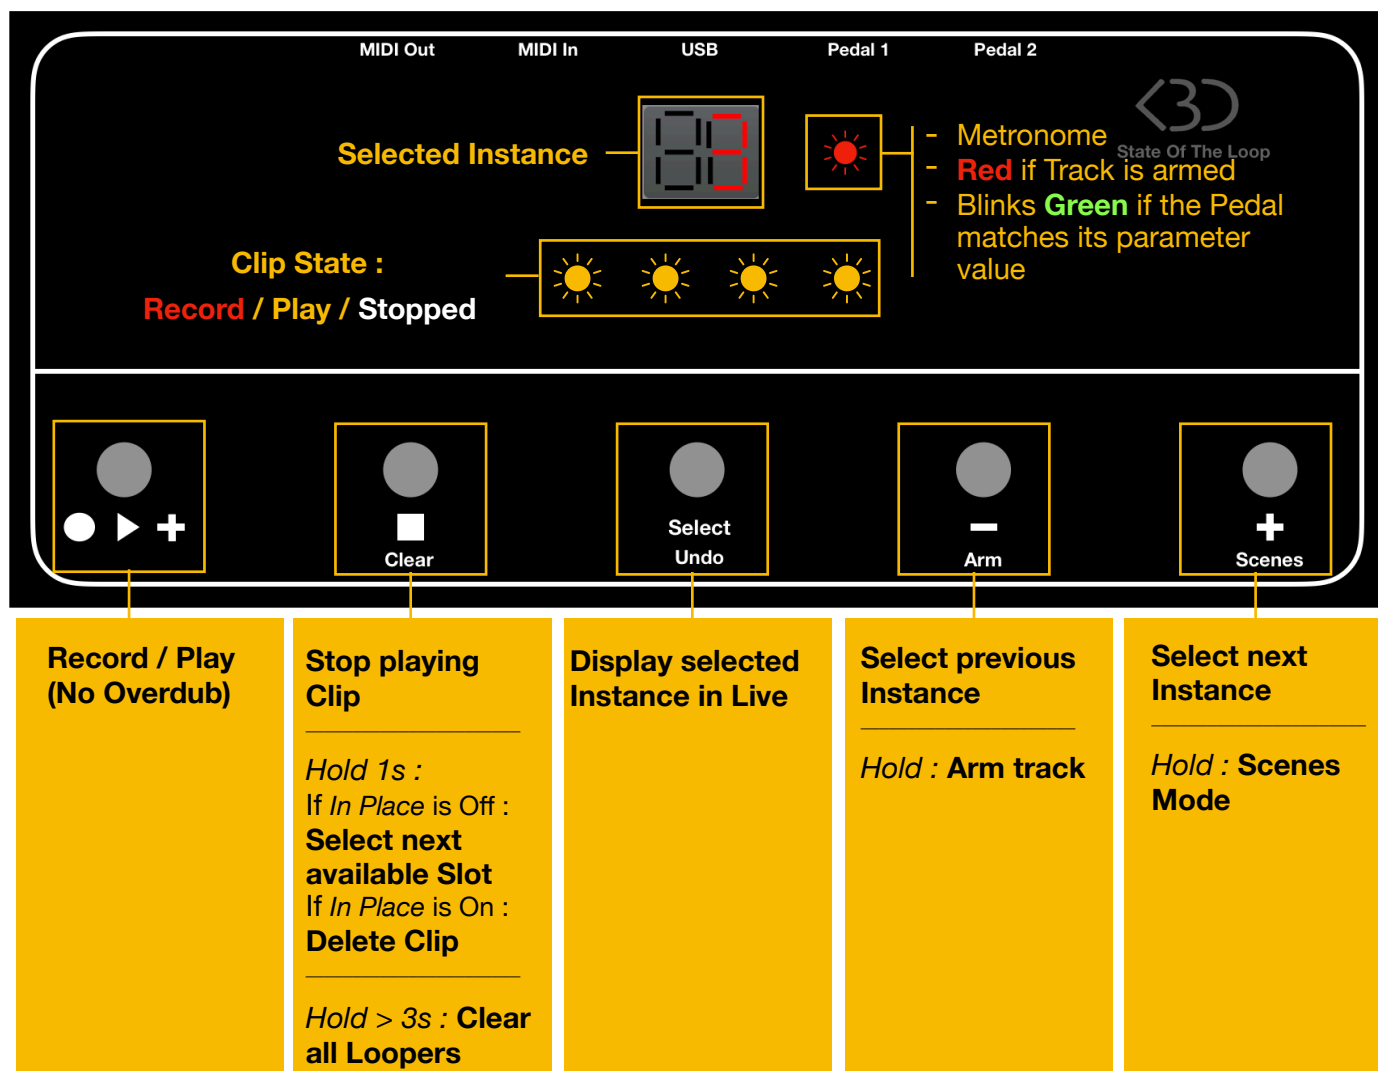 MIDI Out MIDI In USB Pedal 1 Pedal 2
Selected Instance
3
- Metronome
State Of The Loop
- Red if Track is armed
- Blinks Green if the Pedal
matches its parameter
value
Clip State :
Record / Play / Stopped
Clear
Select
Undo
Arm
Scenes
Record / Play
(No Overdub)
Stop playing
Clip
Hold 1s :
If In Place is Off :
Select next
available Slot
If In Place is On :
Delete Clip
Hold > 3s : Clear
all Loopers
Display selected
Instance in Live
Select previous
Instance
Hold : Arm track
Select next
Instance
Hold : Scenes
Mode